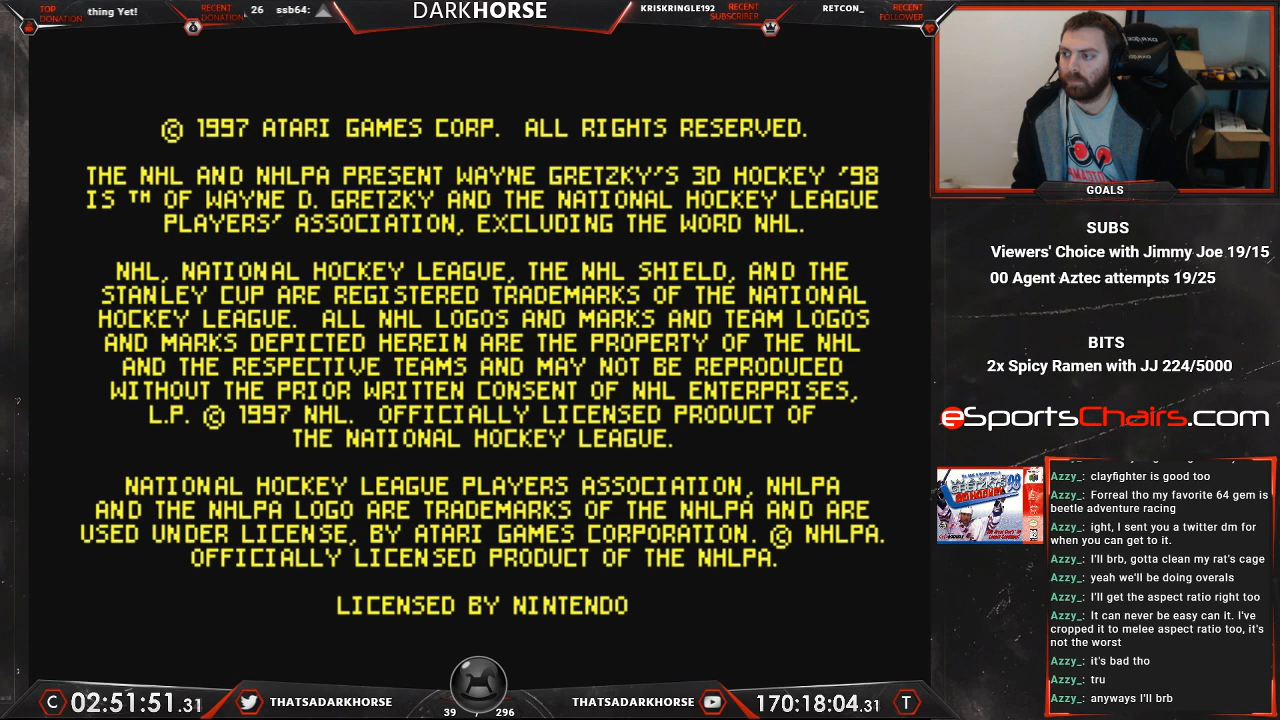 TOP DONATION
thing Yet!
RECENT DONATION
26 ssb64:
DARKHORSE
KRISKRINGLE192
RECENT SUBSCRIBER
RETCON_
RECENT FOLLOWER
© 1997 ATARI GAMES CORP. ALL RIGHTS RESERVED.
THE NHL AND NHLPA PRESENT WAYNE GRETZKY'S 3D HOCKEY '98
IS ™ OF WAYNE D. GRETZKY AND THE NATIONAL HOCKEY LEAGUE
PLAYERS' ASSOCIATION, EXCLUDING THE WORD NHL.
NHL, NATIONAL HOCKEY LEAGUE, THE NHL SHIELD, AND THE
STANLEY CUP ARE REGISTERED TRADEMARKS OF THE NATIONAL
HOCKEY LEAGUE. ALL NHL LOGOS AND MARKS AND TEAM LOGOS
AND MARKS DEPICTED HEREIN ARE THE PROPERTY OF THE NHL
AND THE RESPECTIVE TEAMS AND MAY NOT BE REPRODUCED
WITHOUT THE PRIOR WRITTEN CONSENT OF NHL ENTERPRISES,
L.P. © 1997 NHL. OFFICIALLY LICENSED PRODUCT OF
THE NATIONAL HOCKEY LEAGUE.
NATIONAL HOCKEY LEAGUE PLAYERS ASSOCIATION, NHLPA
AND THE NHLPA LOGO ARE TRADEMARKS OF THE NHLPA AND ARE
USED UNDER LICENSE, BY ATARI GAMES CORPORATION. © NHLPA.
OFFICIALLY LICENSED PRODUCT OF THE NHLPA.
LICENSED BY NINTENDO
GOALS
SUBS
Viewers' Choice with Jimmy Joe 19/15
00 Agent Aztec attempts 19/25
BITS
2x Spicy Ramen with JJ 224/5000
eSportsChairs.com
Azzy_: clayfighter is good too
Azzy_: Forreal tho my favorite 64 gem is
beetle adventure racing
Azzy_: ight, I sent you a twitter dm for
when you can get to it.
Azzy_: I'll brb, gotta clean my rat's cage
Azzy_: yeah we'll be doing overals
Azzy_: I'll get the aspect ratio right too
Azzy_: It can never be easy can it. I've
cropped it to melee aspect ratio too, it's
not the worst
Azzy_: it's bad tho
Azzy_: tru
Azzy_: anyways I'll brb
C 02:51:51.31
THATSADARKHORSE
39 / 296
THATSADARKHORSE
170:18:04.31 T